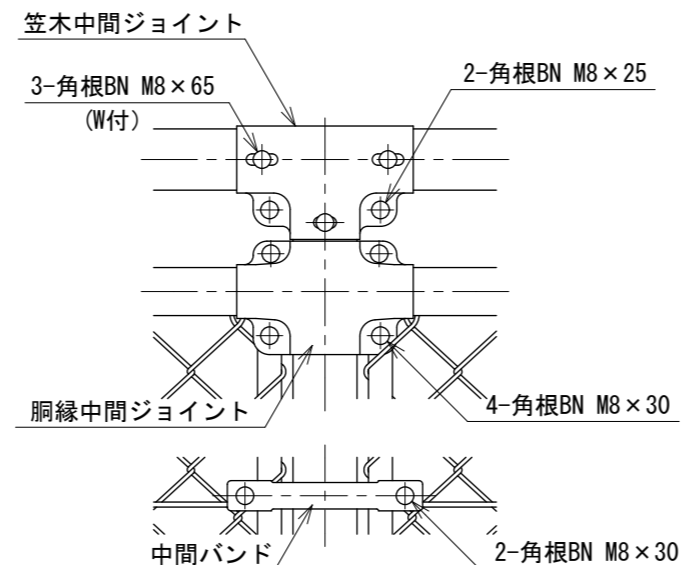 笠木中間ジョイント
3-角根BN M8×65
(W付)
2-角根BN M8×25
胴縁中間ジョイント
4-角根BN M8×30
中間バンド
2-角根BN M8×30